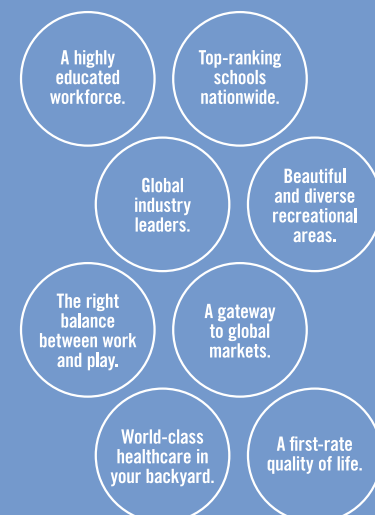 A highly
educated
workforce.
Top-ranking
schools
nationwide.
Global
industry
leaders.
Beautiful
and diverse
recreational
areas.
The right
balance
between work
and play.
A gateway
to global
markets.
World-class
healthcare in
your backyard.
A first-rate
quality of life.